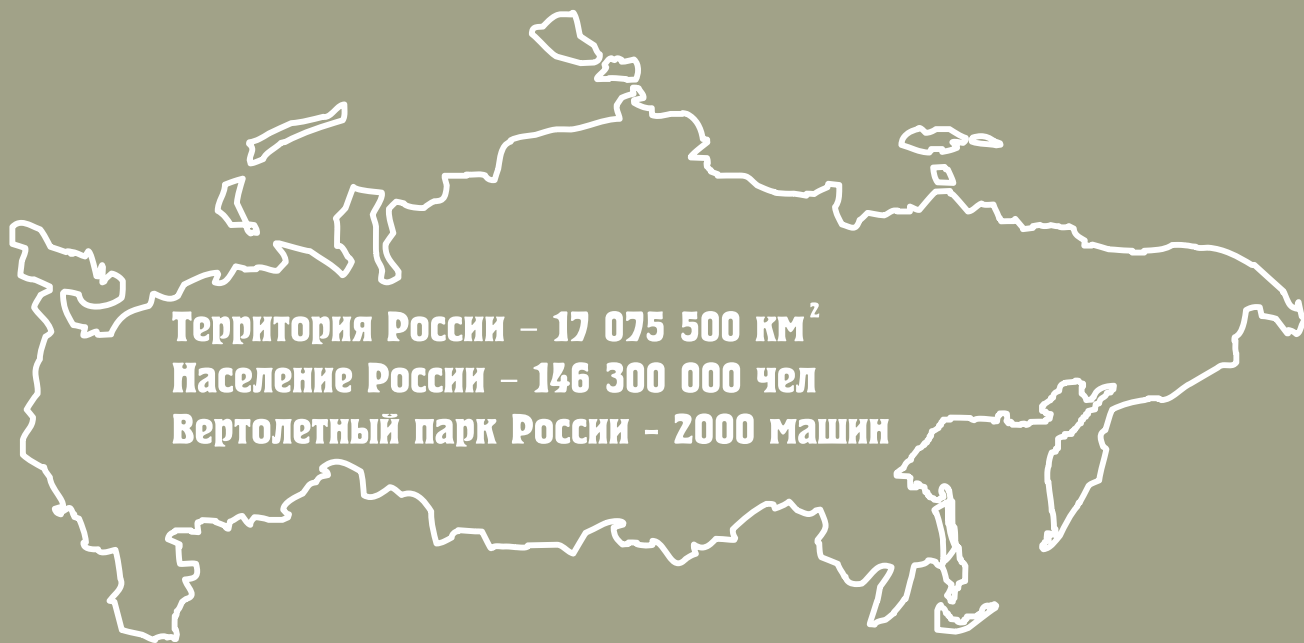 Территория России – 17 075 500 км²
Население России – 146 300 000 чел
Вертолетный парк России - 2000 машин